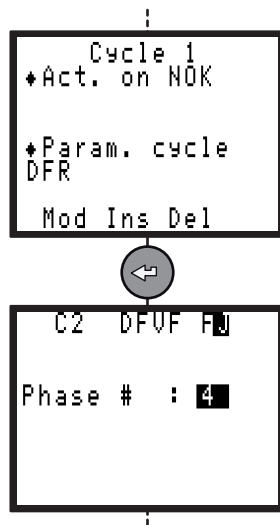 Cycle 1
♦Act. on NOK
♦Param. cycle
DFR
Mod Ins Del
C2 DFVF FJ
Phase # : 4